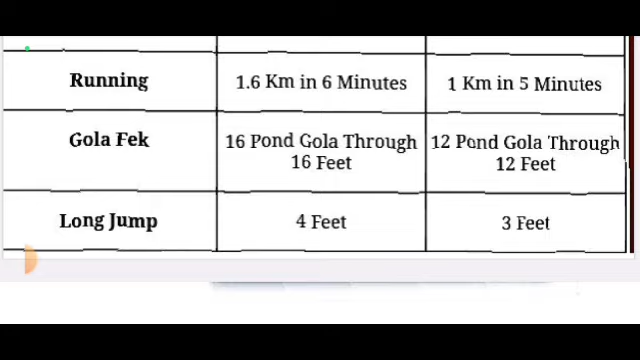 Running 1.6 Km in 6 Minutes 1 Km in 5 Minutes
Gola Fek 16 Pond Gola Through 12 Pond Gola Through
16 Feet 12 Feet
Long Jump 4 Feet 3 Feet